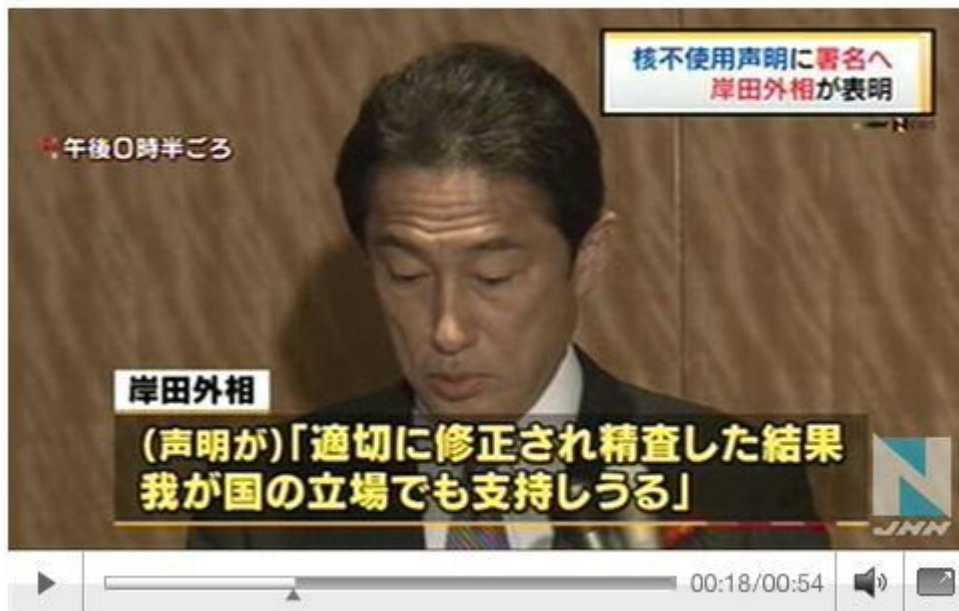 核不使用声明に署名へ
岸田外相が表明
午後0時半ごろ
岸田外相
(声明が)「適切に修正され精査した結果
我が国の立場でも支持しうる」
JNN
00:18/00:54